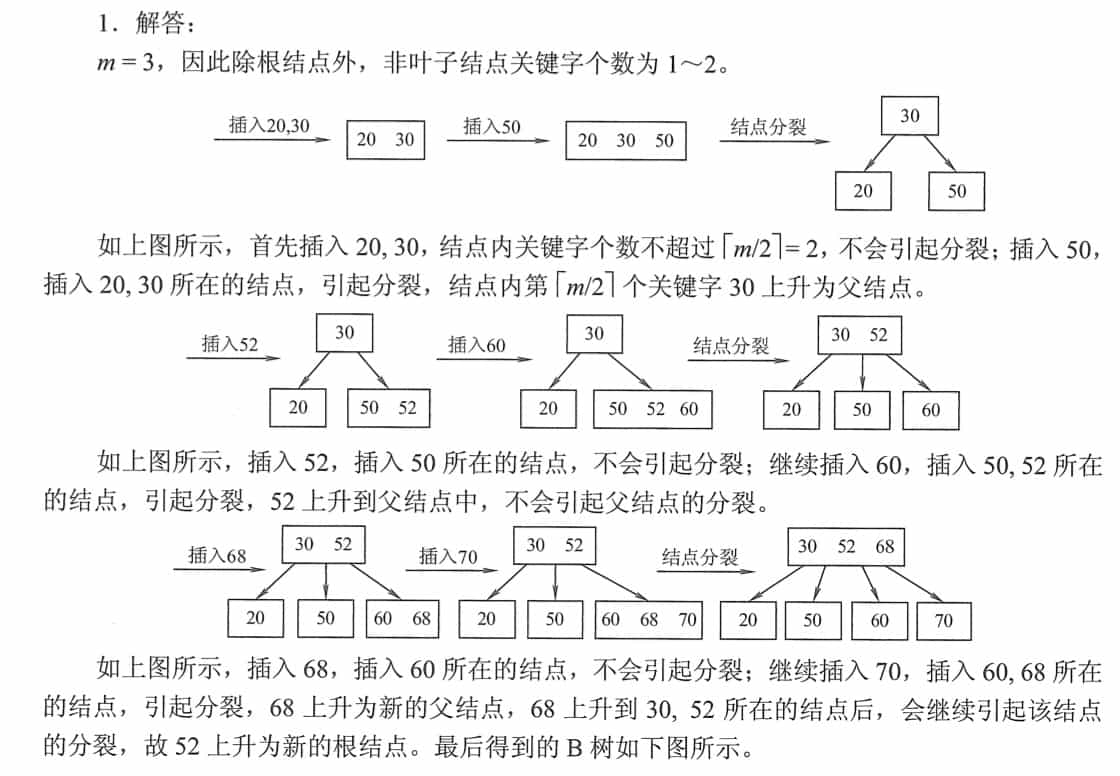 1．解答：
m = 3，因此除根结点外，非叶子结点关键字个数为 1～2。
插入20,30 20 30 插入50 20 30 50 结点分裂 30
20 50
如上图所示，首先插入 20, 30，结点内关键字个数不超过⌈m/2⌉= 2，不会引起分裂；插入 50，
插入 20, 30 所在的结点，引起分裂，结点内第⌈m/2⌉个关键字 30 上升为父结点。
插入52 30 插入60 30 结点分裂 30 52
20 50 52 20 50 52 60 20 50 60
如上图所示，插入 52，插入 50 所在的结点，不会引起分裂；继续插入 60，插入 50, 52 所在
的结点，引起分裂，52 上升到父结点中，不会引起父结点的分裂。
插入68 30 52 插入70 30 52 结点分裂 30 52 68
20 50 60 68 20 50 60 68 70 20 50 60 70
如上图所示，插入 68，插入 60 所在的结点，不会引起分裂；继续插入 70，插入 60, 68 所在
的结点，引起分裂，68 上升为新的父结点，68 上升到 30, 52 所在的结点后，会继续引起该结点
的分裂，故 52 上升为新的根结点。最后得到的 B 树如下图所示。